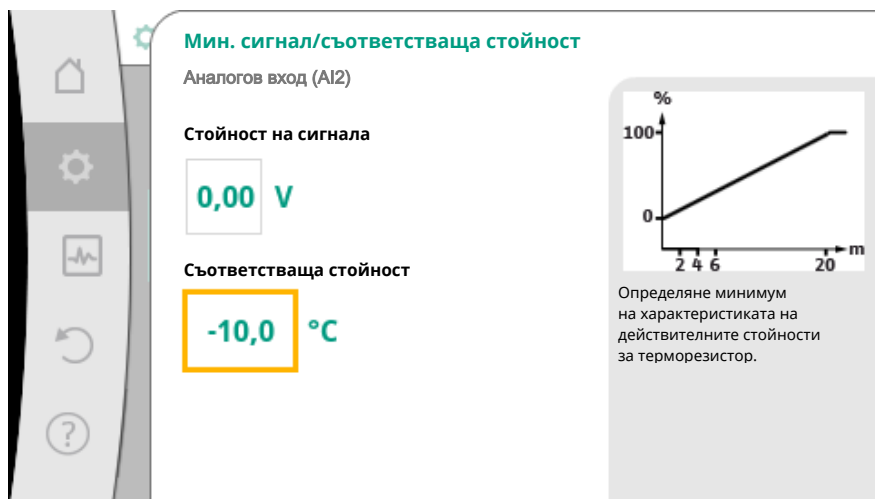 Мин. сигнал/съответстваща стойност
Аналогов вход (AI2)
Стойност на сигнала
0,00 V
Съответстваща стойност
-10,0 °C
%
100
0
2 4 6 20
m
Определяне минимум
на характеристиката на
действителните стойности
за терморезистор.
?